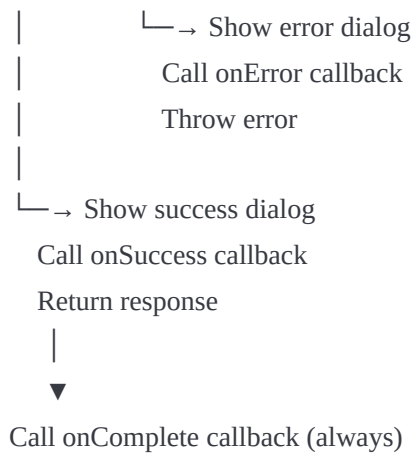 │ └─→ Show error dialog
│ Call onError callback
│ Throw error
│
└─→ Show success dialog
Call onSuccess callback
Return response
│
▼
Call onComplete callback (always)